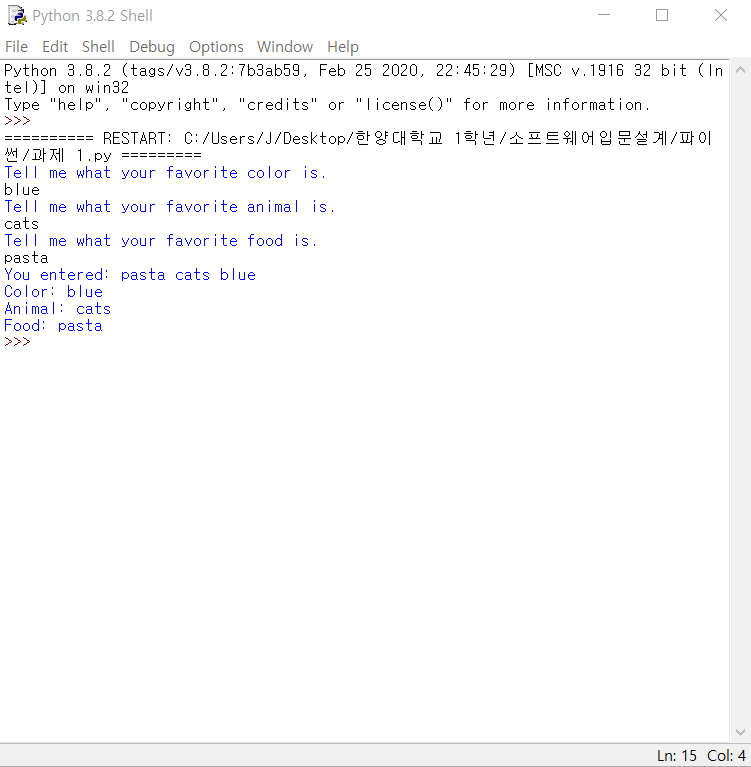 Python 3.8.2 Shell
File Edit Shell Debug Options Window Help
Python 3.8.2 (tags/v3.8.2:7b3ab59, Feb 25 2020, 22:45:29) [MSC v.1916 32 bit (In
tel)] on win32
Type "help", "copyright", "credits" or "license()" for more information.
>>>
========== RESTART: C:/Users/J/Desktop/한양대학교 1학년/소프트웨어입문설계/파이
썬/과제 1.py =========
Tell me what your favorite color is.
blue
Tell me what your favorite animal is.
cats
Tell me what your favorite food is.
pasta
You entered: pasta cats blue
Color: blue
Animal: cats
Food: pasta
>>>
Ln: 15 Col: 4